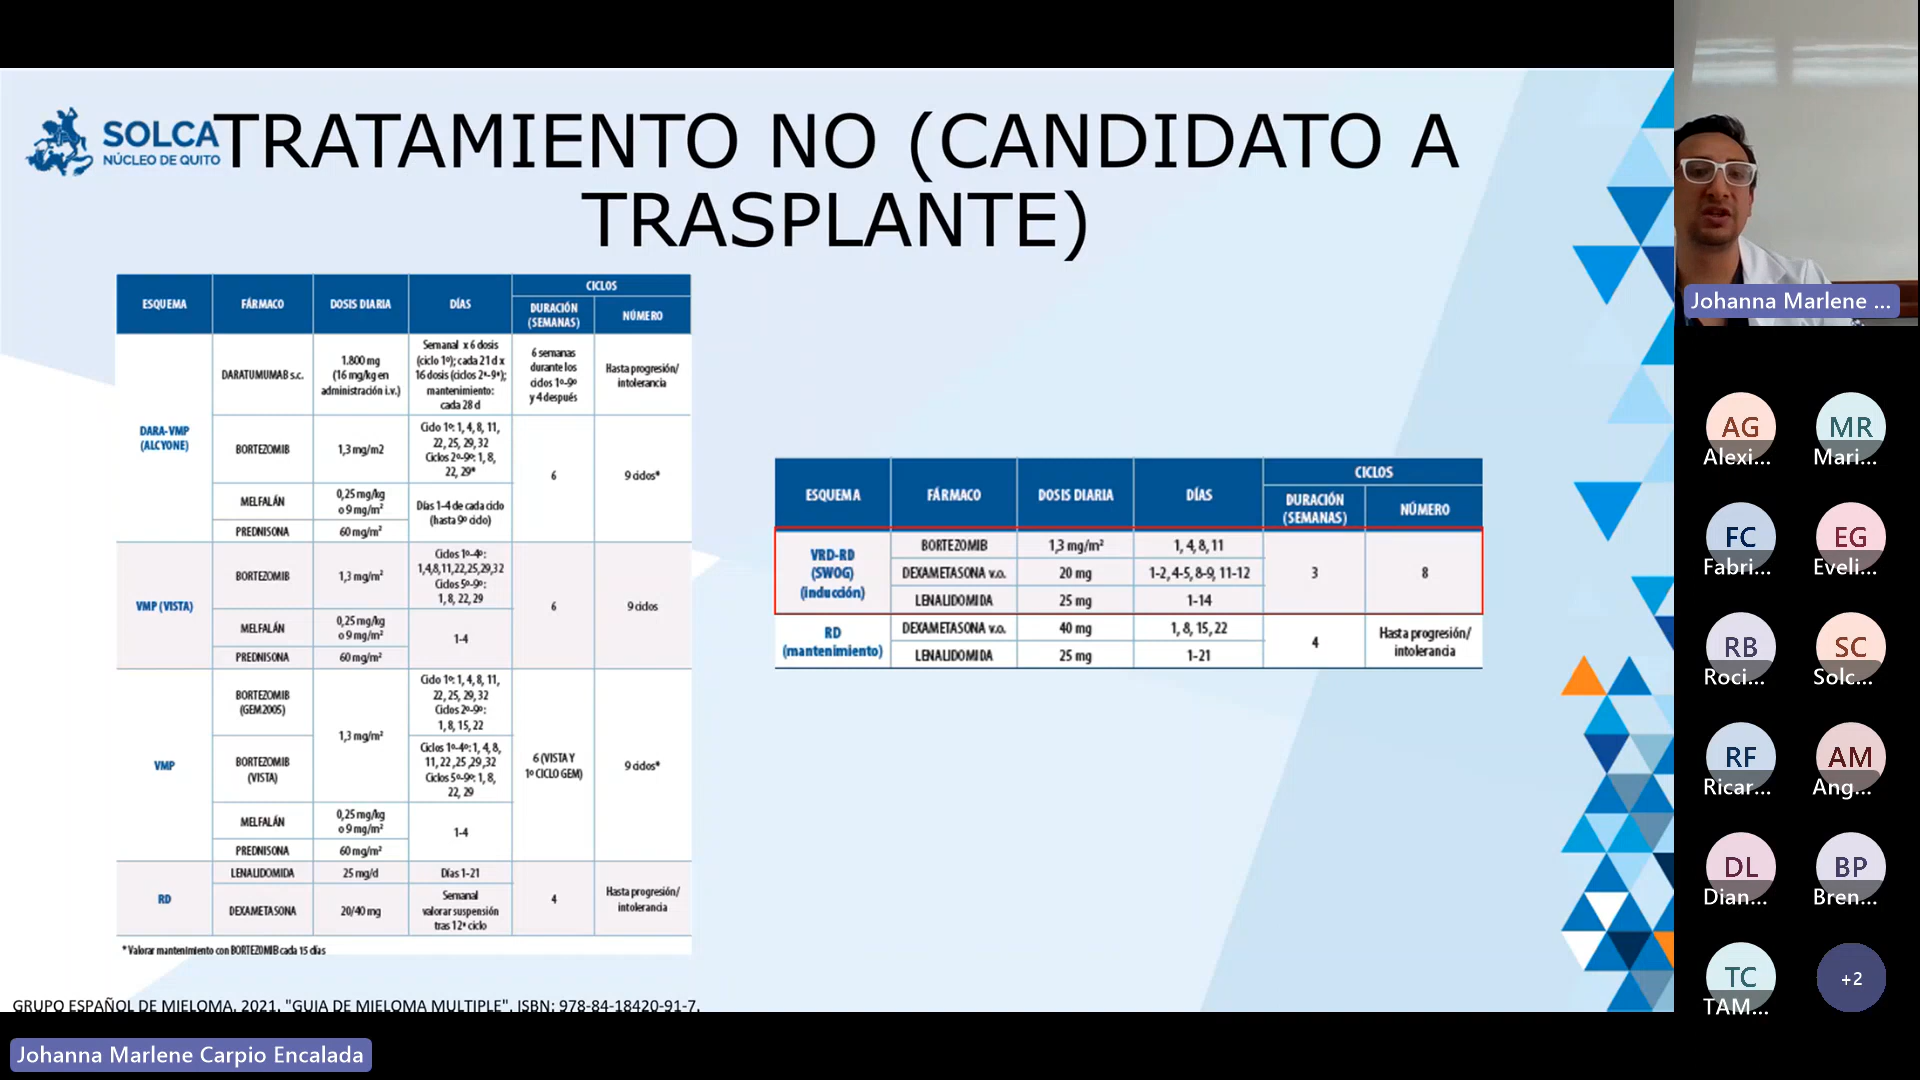 SOLCA
NÚCLEO DE QUITO
TRATAMIENTO NO (CANDIDATO A
TRASPLANTE)
ESQUEMA
FÁRMACO
DOSIS DIARIA
DÍAS
CICLOS
DURACIÓN
(SEMANAS)
NÚMERO
DARA-VMP
(ALCYONE)
DARATUMUMAB s.c.
1.800 mg
(16 mg/kg en
administración i.v.)
Semanal x 6 dosis
(ciclo 1º); cada 21 d x
16 dosis (ciclos 2º-9º);
mantenimiento:
cada 28 d
6 semanas
durante los
ciclos 1º-9º
y 4 después
Hasta progresión/
intolerancia
BORTEZOMIB
1,3 mg/m2
Ciclo 1º: 1, 4, 8, 11,
22, 25, 29, 32
Ciclos 2º-9º: 1, 8,
22, 29*
6
9 ciclos*
MELFALÁN
0,25 mg/kg
o 9 mg/m²
Días 1-4 de cada ciclo
(hasta 9º ciclo)
PREDNISONA
60 mg/m²
VMP (VISTA)
BORTEZOMIB
1,3 mg/m²
Ciclos 1º-4º:
1,4,8,11,22,25,29,32
Ciclos 5º-9º:
1, 8, 22, 29
6
9 ciclos
MELFALÁN
0,25 mg/kg
o 9 mg/m²
1-4
PREDNISONA
60 mg/m²
VMP
BORTEZOMIB
(GEM2005)
1,3 mg/m²
Ciclo 1º: 1, 4, 8, 11,
22, 25, 29, 32
Ciclos 2º-9º:
1, 8, 15, 22
6 (VISTA Y
1º CICLO GEM)
9 ciclos*
BORTEZOMIB
(VISTA)
Ciclos 1º-4º: 1, 4, 8,
11, 22 ,25 ,29,32
Ciclos 5º-9º: 1, 8,
22, 29
MELFALÁN
0,25 mg/kg
o 9 mg/m²
1-4
PREDNISONA
60 mg/m²
RD
LENALIDOMIDA
25 mg/d
Días 1-21
4
Hasta progresión/
intolerancia
DEXAMETASONA
20/40 mg
Semanal
valorar suspensión
tras 12º ciclo
* Valorar mantenimiento con BORTEZOMIB cada 15 días
ESQUEMA
FÁRMACO
DOSIS DIARIA
DÍAS
CICLOS
DURACIÓN
(SEMANAS)
NÚMERO
VRD-RD
(SWOG)
(inducción)
BORTEZOMIB
1,3 mg/m²
1, 4, 8, 11
3
8
DEXAMETASONA v.o.
20 mg
1-2, 4-5, 8-9, 11-12
LENALIDOMIDA
25 mg
1-14
RD
(mantenimiento)
DEXAMETASONA v.o.
40 mg
1, 8, 15, 22
4
Hasta progresión/
intolerancia
LENALIDOMIDA
25 mg
1-21
GRUPO ESPAÑOL DE MIELOMA. 2021. "GUIA DE MIELOMA MULTIPLE". ISBN: 978-84-18420-91-7.
Johanna Marlene Carpio Encalada
Johanna Marlene ...
AG
Alexi...
MR
Mari...
FC
Fabri...
EG
Eveli...
RB
Roci...
SC
Solc...
RF
Ricar...
AM
Ang...
DL
Dian...
BP
Bren...
TC
TAM...
+2